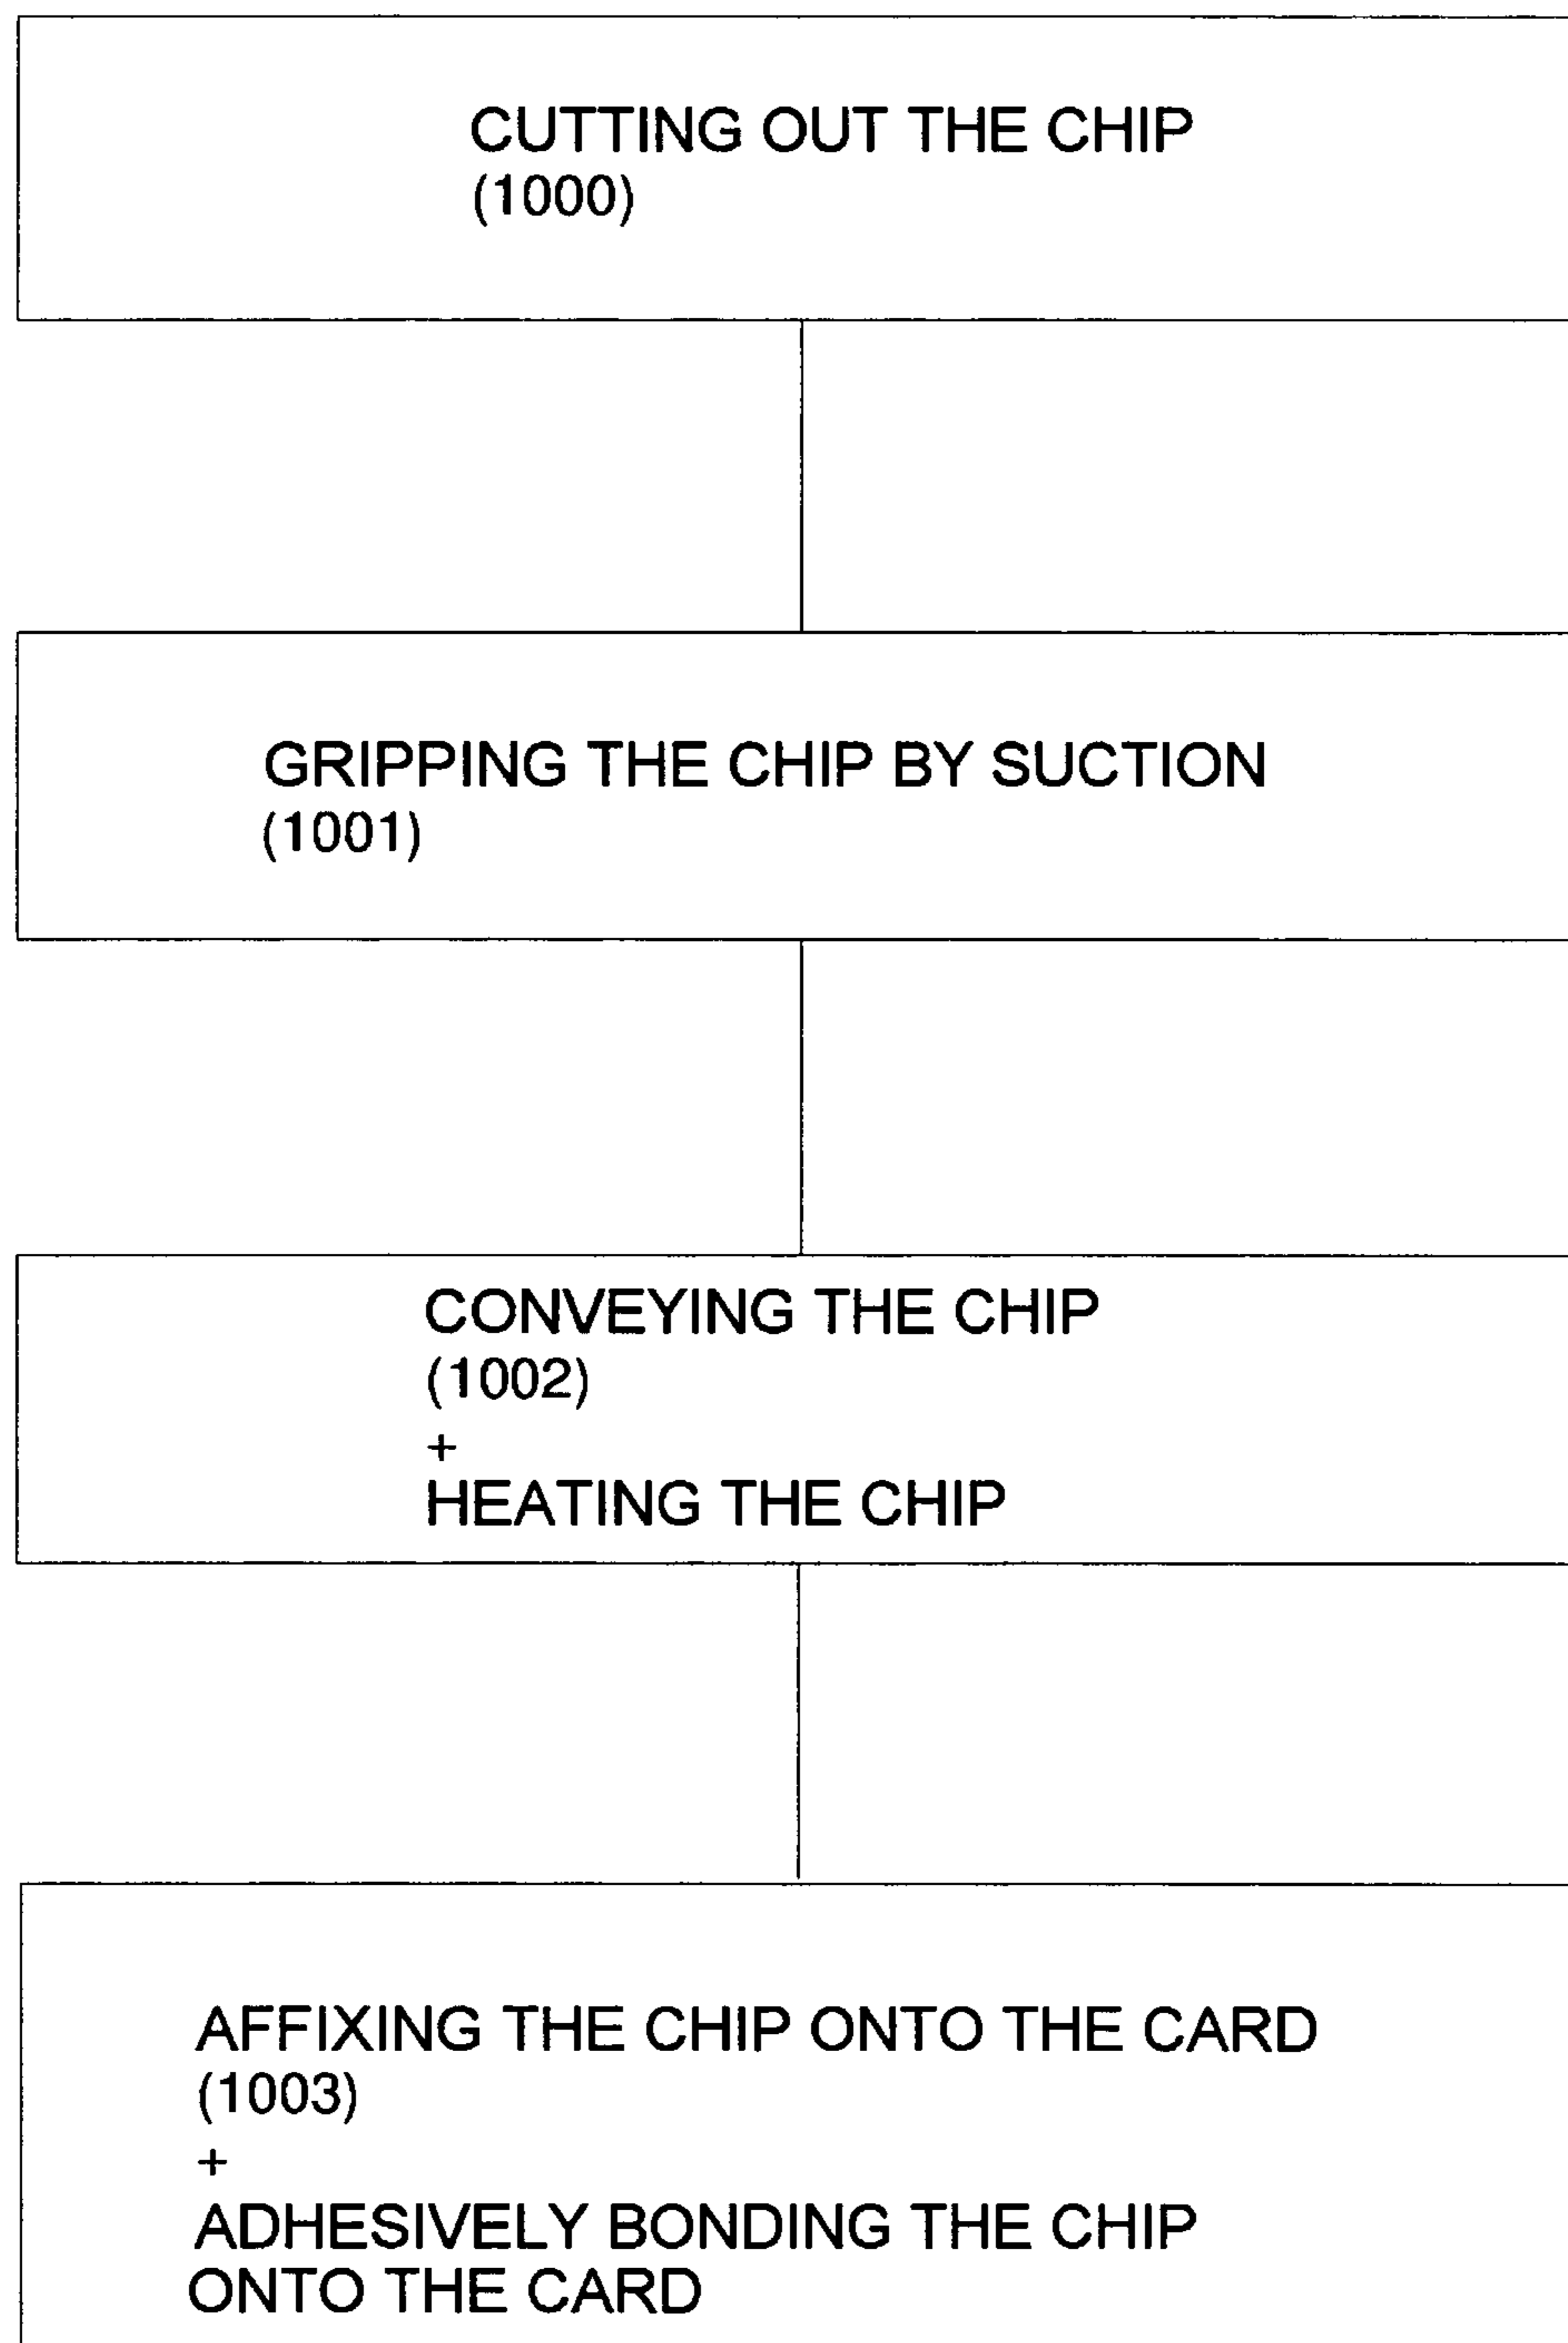 CUTTING OUT THE CHIP
(1000)
GRIPPING THE CHIP BY SUCTION
(1001)
CONVEYING THE CHIP
(1002)
+
HEATING THE CHIP
AFFIXING THE CHIP ONTO THE CARD
(1003)
+
ADHESIVELY BONDING THE CHIP
ONTO THE CARD